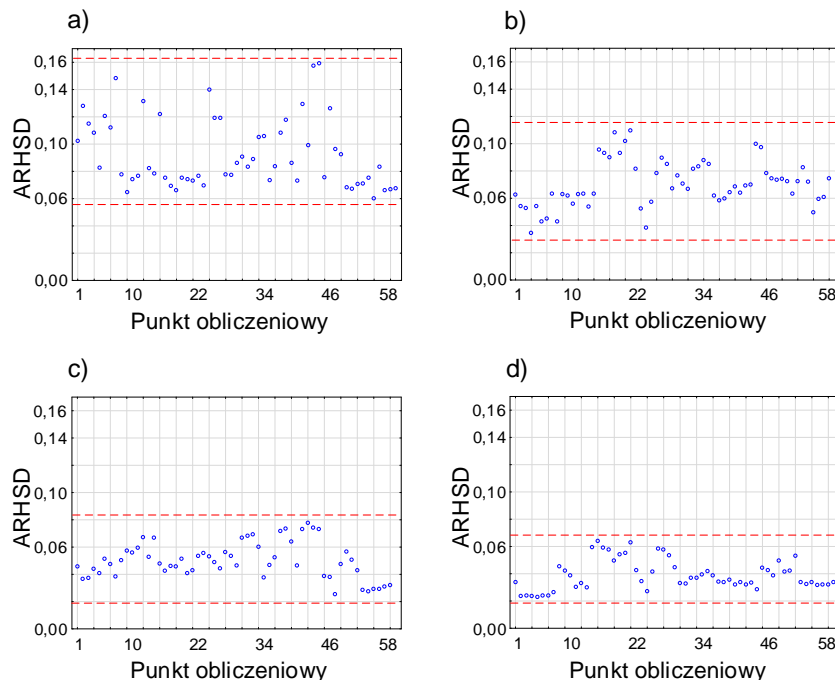 a)
0,16
0,14
0,10
0,06
0,00
ARHSD
1 10 22 34 46 58
Punkt obliczeniowy
b)
0,16
0,14
0,10
0,06
0,00
ARHSD
1 10 22 34 46 58
Punkt obliczeniowy
c)
0,16
0,14
0,10
0,06
0,00
ARHSD
1 10 22 34 46 58
Punkt obliczeniowy
d)
0,16
0,14
0,10
0,06
0,00
ARHSD
1 10 22 34 46 58
Punkt obliczeniowy